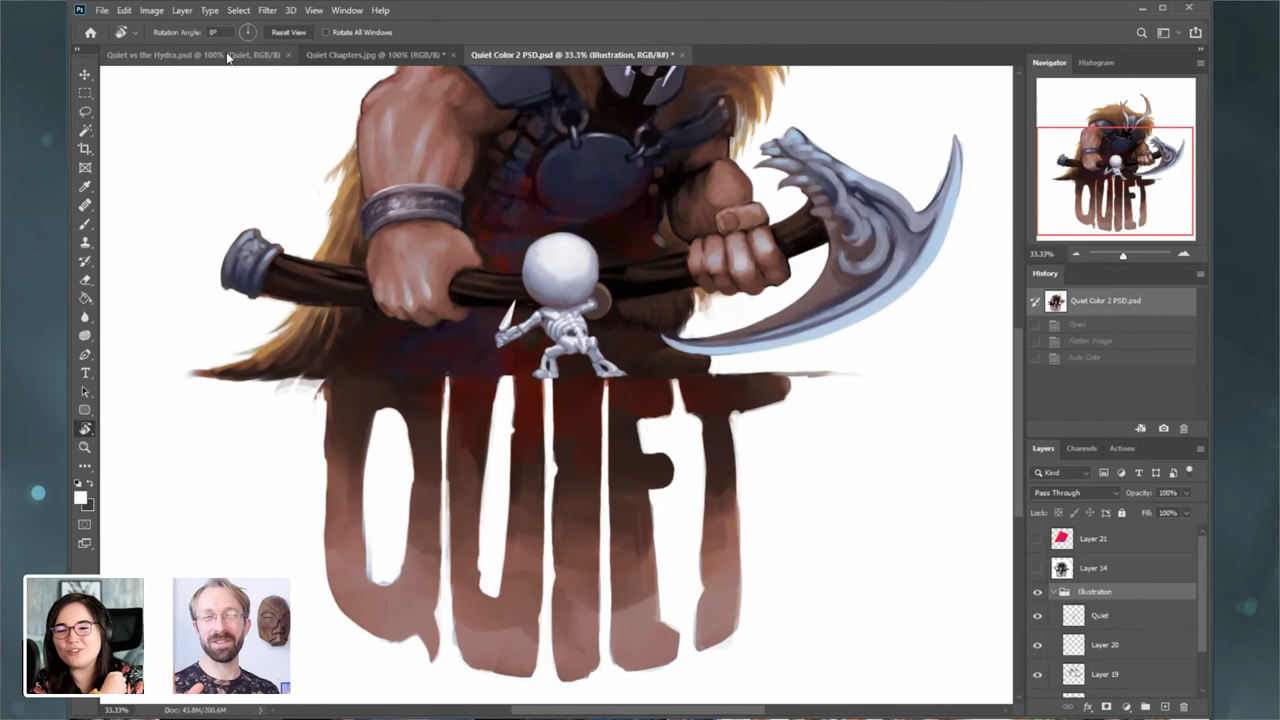 Ps File Edit Image Layer Type Select Filter 3D View Window Help
Rotation Angle: 0° Reset View Rotate All Windows
Quiet vs the Hydra.psd @ 100% (Quiet, RGB/8) × Quiet Chapters.jpg @ 100% (RGB/8) * × Quiet Color 2 PSD.psd @ 33.3% (Illustration, RGB/8#) * ×
Navigator Histogram
QUIET
33.33%
History
Quiet Color 2 PSD.psd
Open
Flatten Image
Auto Color
QUIET
Layers Channels Actions
Kind
Pass Through Opacity: 100%
Lock: Fill: 100%
Layer 21
Layer 14
Illustration
Quiet
Layer 20
Layer 19
33.33% Doc: 43.8M/200.6M